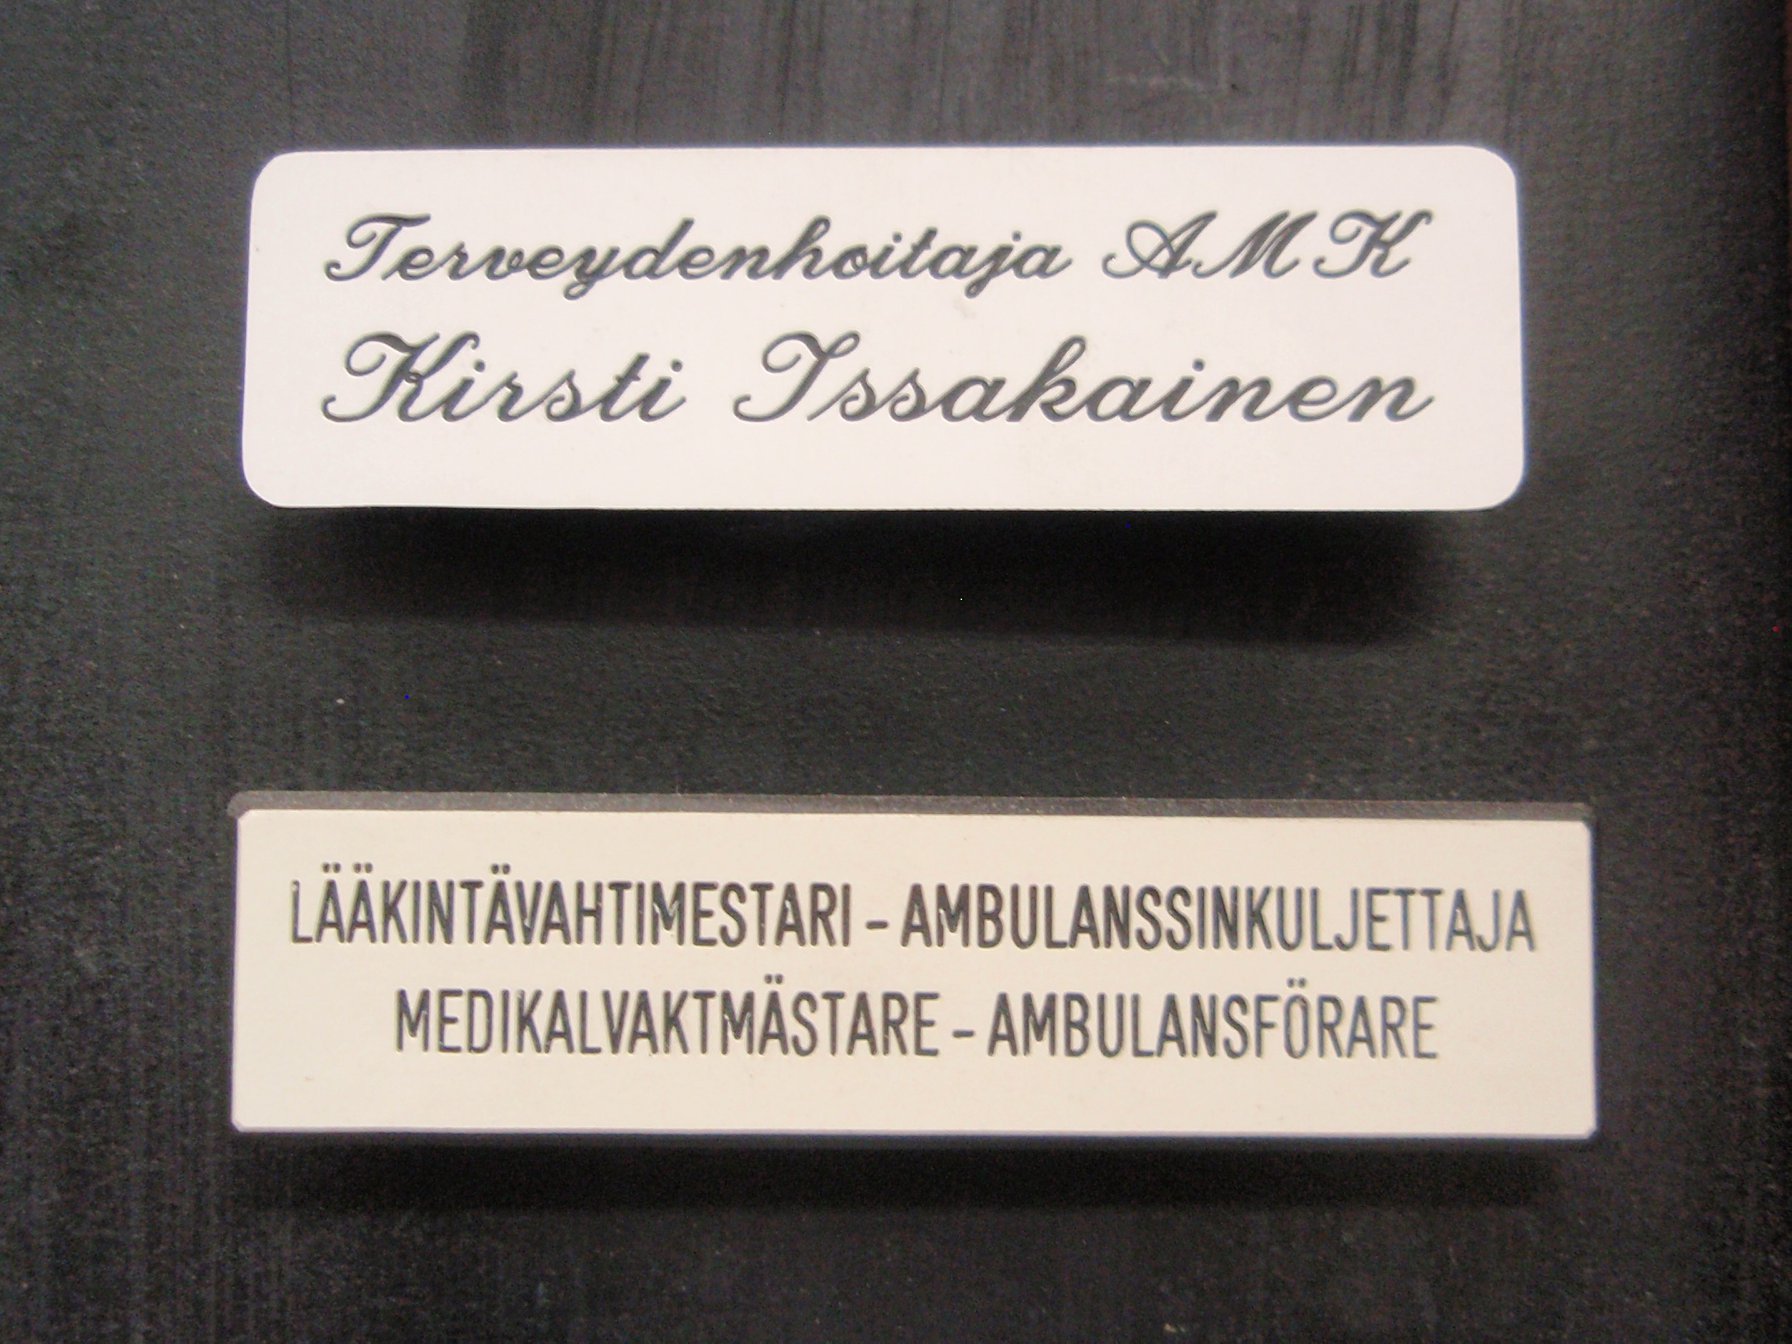 Terveydenhoitaja AMK
Kirsti Issakainen
LÄÄKINTÄVAHTIMESTARI – AMBULANSSINKULJETTAJA
MEDIKALVAKTMÄSTARE – AMBULANSFÖRARE